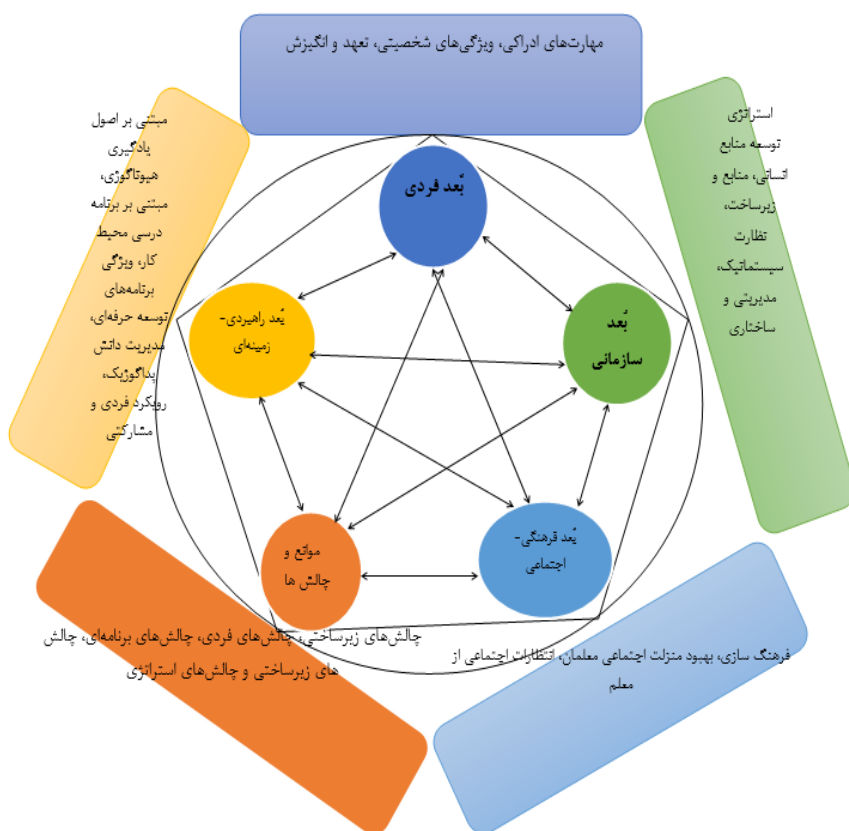 مهارت‌های ادراکی، ویژگی‌های شخصیتی، تعهد و انگیزش
بُعد فردی
استراتژی
توسعه منابع
انسانی، منابع و
زیرساخت،
نظارت
سیستماتیک،
مدیریتی و
ساختاری
بُعد
سازمانی
مبتنی بر اصول
یادگیری
هیوتاگوژی،
مبتنی بر برنامه
درسی محیط
کار، ویژگی
برنامه‌های
توسعه حرفه‌ای،
مدیریت دانش
پداگوژیک،
رویکرد فردی و
مشارکتی
بُعد راهبردی-
زمینه‌ای
بُعد فرهنگی-
اجتماعی
موانع و
چالش ها
چالش‌های زیرساختی، چالش‌های فردی، چالش‌های برنامه‌ای، چالش
های زیرساختی و چالش‌های استراتژی
فرهنگ سازی، بهبود منزلت اجتماعی معلمان، انتظارات اجتماعی از
معلم